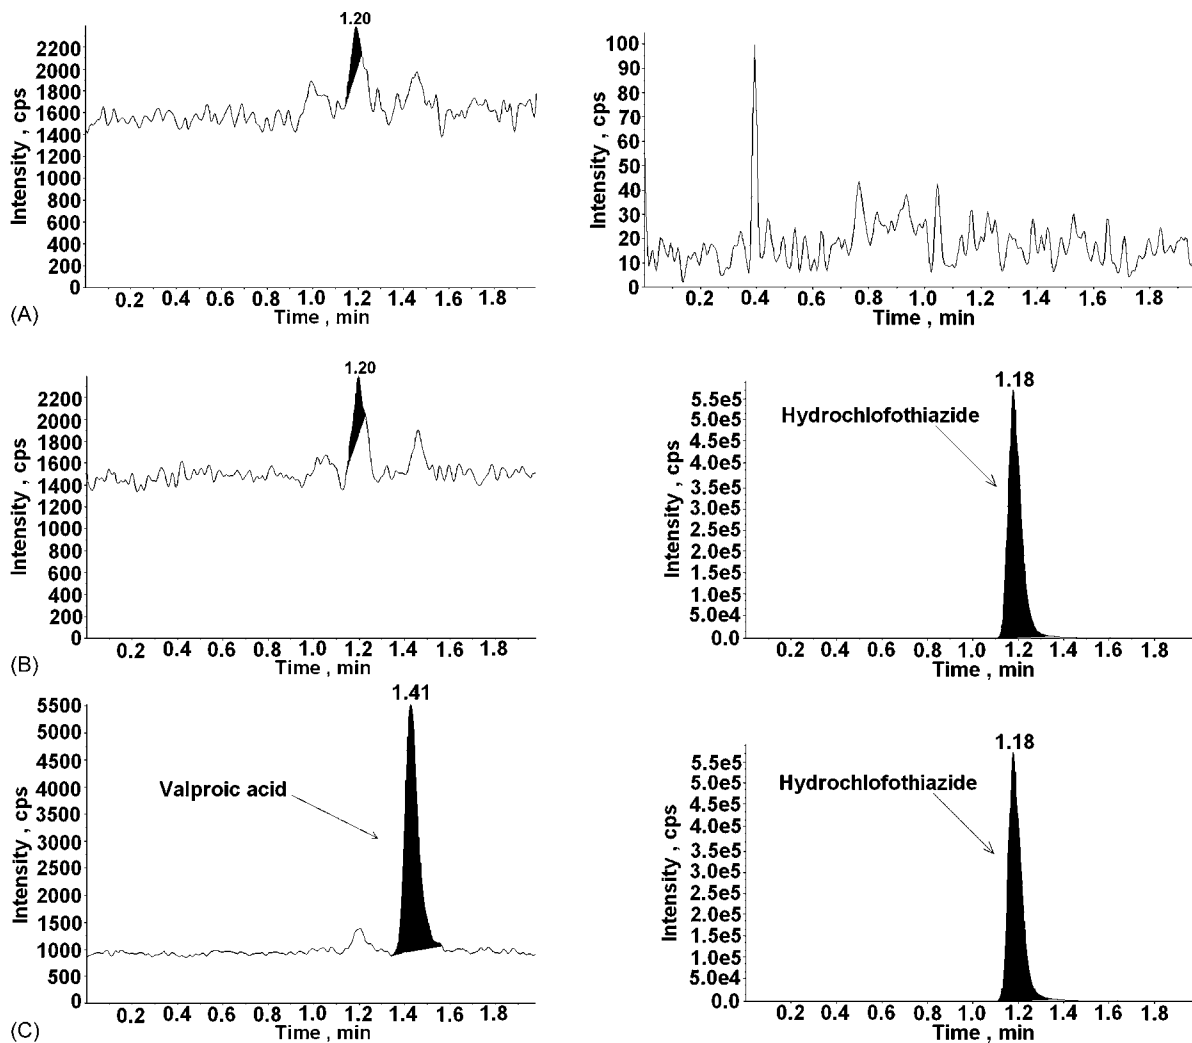 1.20
2200
2000
1800
1600
1400
1200
1000
800
600
400
200
0
Intensity , cps
0.2 0.4 0.6 0.8 1.0 1.2 1.4 1.6 1.8
Time , min
(A)
100
90
80
70
60
50
40
30
20
10
0
Intensity , cps
0.2 0.4 0.6 0.8 1.0 1.2 1.4 1.6 1.8
Time , min
1.20
2200
2000
1800
1600
1400
1200
1000
800
600
400
200
0
Intensity , cps
0.2 0.4 0.6 0.8 1.0 1.2 1.4 1.6 1.8
Time , min
(B)
1.18
Hydrochlofothiazide
5.5e5
5.0e5
4.5e5
4.0e5
3.5e5
3.0e5
2.5e5
2.0e5
1.5e5
1.0e5
5.0e4
0.0
Intensity , cps
0.2 0.4 0.6 0.8 1.0 1.2 1.4 1.6 1.8
Time , min
1.41
Valproic acid
5500
5000
4500
4000
3500
3000
2500
2000
1500
1000
500
0
Intensity , cps
0.2 0.4 0.6 0.8 1.0 1.2 1.4 1.6 1.8
Time , min
(C)
1.18
Hydrochlofothiazide
5.5e5
5.0e5
4.5e5
4.0e5
3.5e5
3.0e5
2.5e5
2.0e5
1.5e5
1.0e5
5.0e4
0.0
Intensity , cps
0.2 0.4 0.6 0.8 1.0 1.2 1.4 1.6 1.8
Time , min